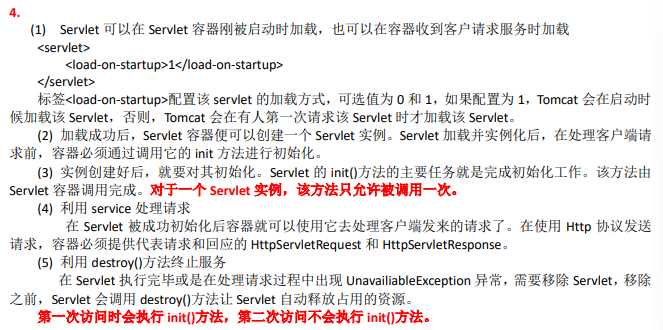 4.
(1) Servlet 可以在 Servlet 容器刚被启动时加载，也可以在容器收到客户请求服务时加载
<servlet>
<load-on-startup>1</load-on-startup>
</servlet>
标签<load-on-startup>配置该 servlet 的加载方式，可选值为 0 和 1，如果配置为 1，Tomcat 会在启动时
候加载该 Servlet，否则，Tomcat 会在有人第一次请求该 Servlet 时才加载该 Servlet。
(2) 加载成功后，Servlet 容器便可以创建一个 Servlet 实例。Servlet 加载并实例化后，在处理客户端请
求前，容器必须通过调用它的 init 方法进行初始化。
(3) 实例创建好后，就要对其初始化。Servlet 的 init()方法的主要任务就是完成初始化工作。该方法由
Servlet 容器调用完成。对于一个 Servlet 实例，该方法只允许被调用一次。
(4) 利用 service 处理请求
在 Servlet 被成功初始化后容器就可以使用它去处理客户端发来的请求了。在使用 Http 协议发送
请求，容器必须提供代表请求和回应的 HttpServletRequest 和 HttpServletResponse。
(5) 利用 destroy()方法终止服务
在 Servlet 执行完毕或是在处理请求过程中出现 UnavailiableException 异常，需要移除 Servlet，移除
之前，Servlet 会调用 destroy()方法让 Servlet 自动释放占用的资源。
第一次访问时会执行 init()方法，第二次访问不会执行 init()方法。